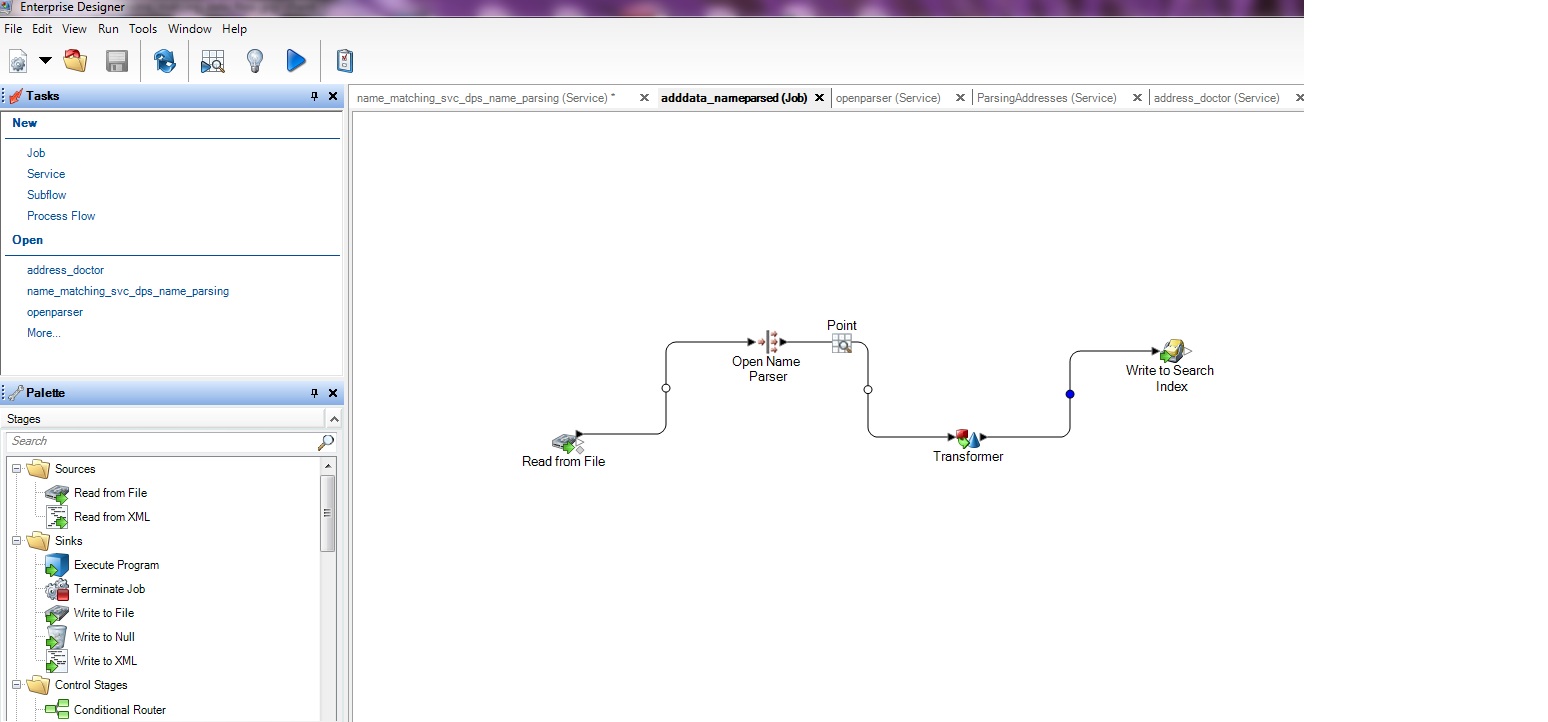 Enterprise Designer
File Edit View Run Tools Window Help
Tasks
New
Job
Service
Subflow
Process Flow
Open
address_doctor
name_matching_svc_dps_name_parsing
openparser
More...
Palette
Stages
Search
Sources
Read from File
Read from XML
Sinks
Execute Program
Terminate Job
Write to File
Write to Null
Write to XML
Control Stages
Conditional Router
name_matching_svc_dps_name_parsing (Service) * adddata_nameparsed (Job) openparser (Service) ParsingAddresses (Service) address_doctor (Service)
Read from File
Open Name
Parser
Point
Transformer
Write to Search
Index